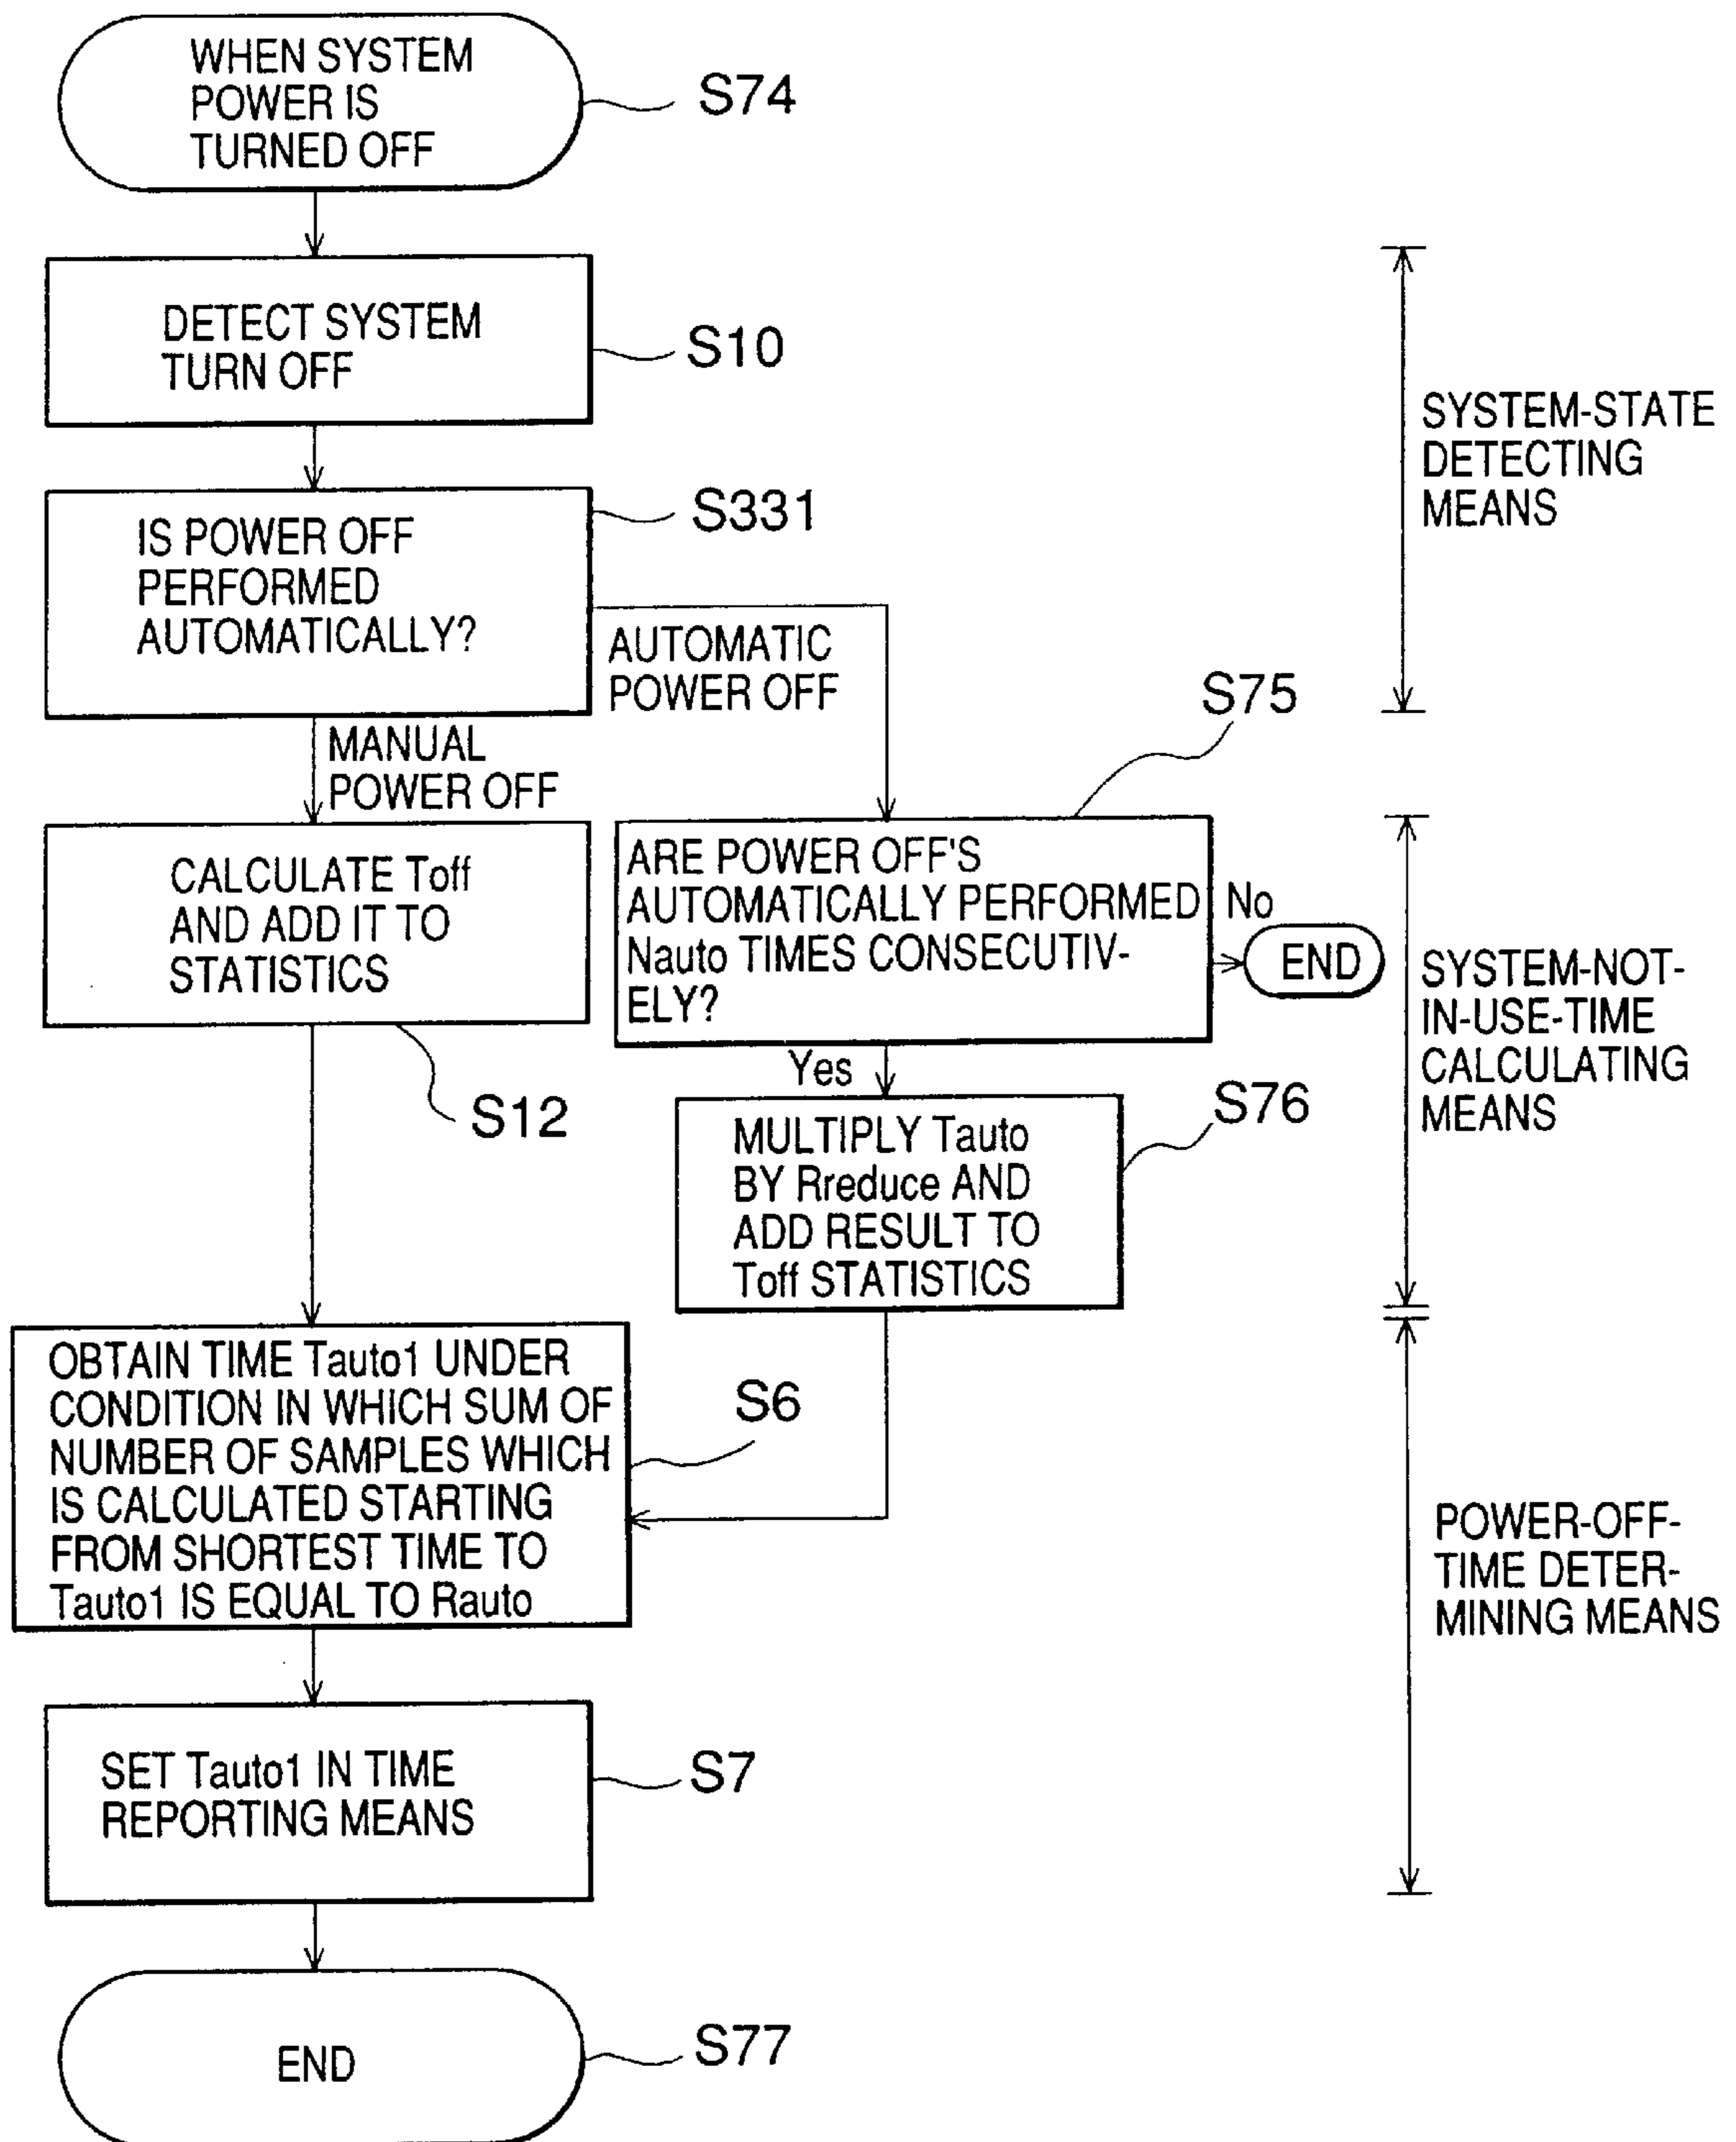 WHEN SYSTEM
POWER IS
TURNED OFF
S74
DETECT SYSTEM
TURN OFF
S10
IS POWER OFF
PERFORMED
AUTOMATICALLY?
S331
AUTOMATIC
POWER OFF
MANUAL
POWER OFF
SYSTEM-STATE
DETECTING
MEANS
CALCULATE Toff
AND ADD IT TO
STATISTICS
S12
S75
ARE POWER OFF'S
AUTOMATICALLY PERFORMED
Nauto TIMES CONSECUTIV-
ELY?
No
END
Yes
MULTIPLY Tauto
BY Rreduce AND
ADD RESULT TO
Toff STATISTICS
S76
SYSTEM-NOT-
IN-USE-TIME
CALCULATING
MEANS
OBTAIN TIME Tauto1 UNDER
CONDITION IN WHICH SUM OF
NUMBER OF SAMPLES WHICH
IS CALCULATED STARTING
FROM SHORTEST TIME TO
Tauto1 IS EQUAL TO Rauto
S6
SET Tauto1 IN TIME
REPORTING MEANS
S7
POWER-OFF-
TIME DETER-
MINING MEANS
END
S77